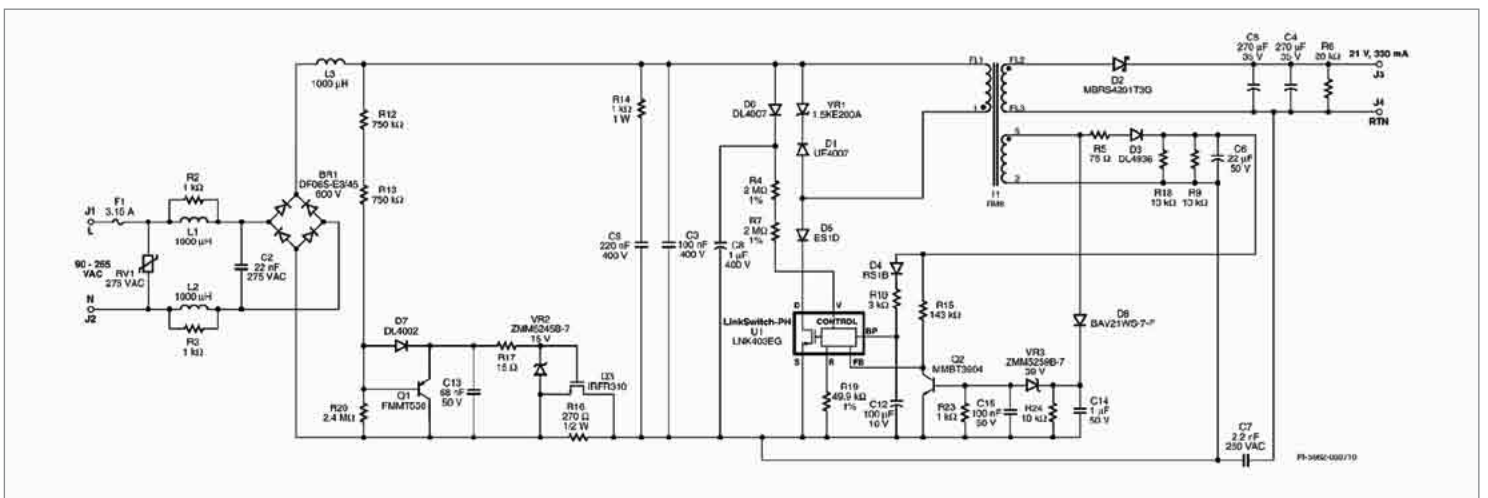 L3
1000 µH
R12
750 kΩ
R13
750 kΩ
BR1
DF06S-E3/45
600 V
R2
1 kΩ
F1
3.15 A
J1
L
L1
1000 µH
90 - 265
VAC
RV1
275 VAC
C2
22 nF
275 VAC
L2
1000 µH
N
J2
R3
1 kΩ
D7
DL4002
R17
15 Ω
VR2
ZMM5245B-7
15 V
Q3
IRFR310
C13
68 nF
50 V
Q1
R20
2.4 MΩ
R16
270 Ω
1/2 W
R14
1 kΩ
1 W
220 nF
400 V
C3
100 nF
400 V
C8
1 µF
400 V
D6
DL4007
VR1
1.5KE200A
D1
UF4007
R4
2 MΩ
1%
R7
2 MΩ
1%
D5
ES1D
LinkSwitch-PH
U1
LNK403EG
CONTROL
D
V
BP
S
R
FB
D4
RS1B
3 kΩ
R15
143 kΩ
R19
49.9 kΩ
1%
C12
100 µF
10 V
Q2
MMBT3904
R23
1 kΩ
C15
100 nF
50 V
VR3
ZMM5259B-7
39 V
R24
10 kΩ
C14
1 µF
50 V
BAV21WS-7-F
FL1
1
FL2
FL3
2
T1
RM6
D2
MBRS4201T3G
C5
270 µF
35 V
C4
270 µF
35 V
R6
20 kΩ
21 V, 330 mA
J3
J4
RTN
R5
75 Ω
D3
DL4936
R18
10 kΩ
R9
10 kΩ
C6
22 µF
50 V
C7
2.2 nF
250 VAC